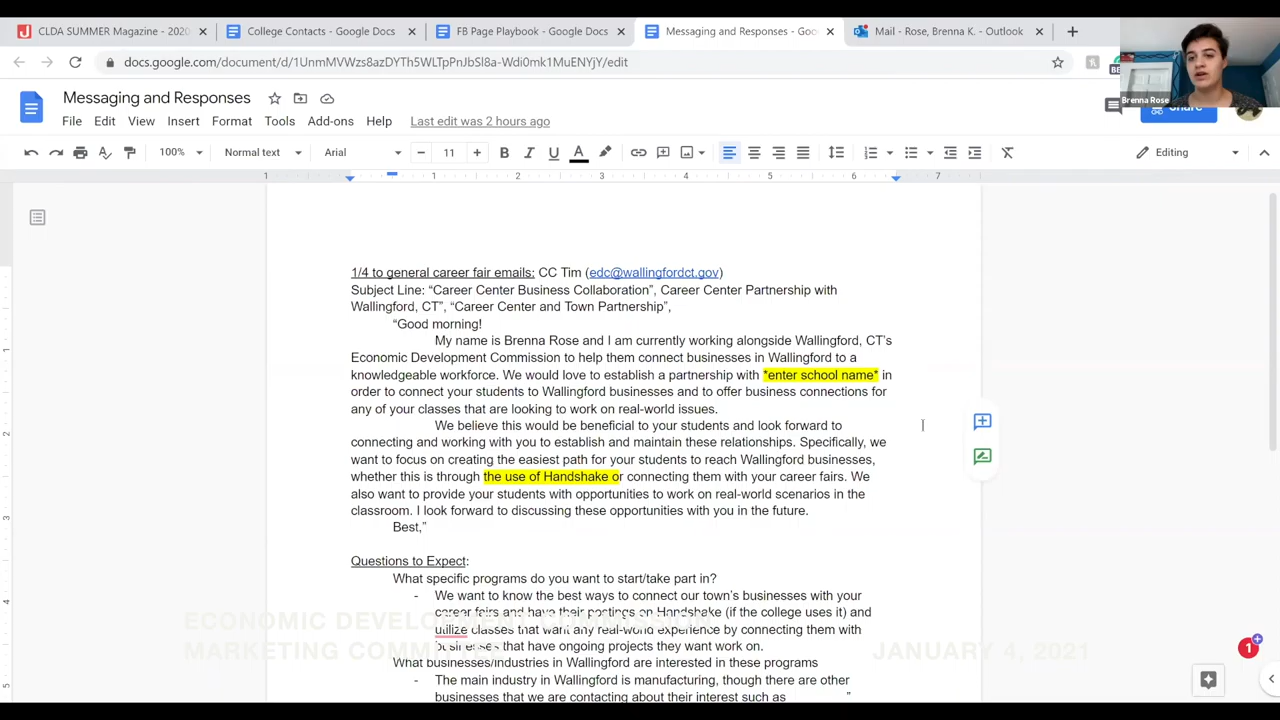 CLDA SUMMER Magazine - 2020
College Contacts - Google Docs
FB Page Playbook - Google Docs
Messaging and Responses - Goo
Mail - Rose, Brenna K. - Outlook
docs.google.com/document/d/1UnmMVWzs8azDYTh5WLTpPnJbSl8a-Wdi0mk1MuENYjY/edit
Brenna Rose
Messaging and Responses
Share
File Edit View Insert Format Tools Add-ons Help Last edit was 2 hours ago
100% Normal text Arial 11 Editing
1 1 2 3 4 5 6 7
1/4 to general career fair emails: CC Tim (edc@wallingfordct.gov)
Subject Line: “Career Center Business Collaboration”, Career Center Partnership with
Wallingford, CT”, “Career Center and Town Partnership”,
“Good morning!
My name is Brenna Rose and I am currently working alongside Wallingford, CT’s
Economic Development Commission to help them connect businesses in Wallingford to a
knowledgeable workforce. We would love to establish a partnership with *enter school name* in
order to connect your students to Wallingford businesses and to offer business connections for
any of your classes that are looking to work on real-world issues.
We believe this would be beneficial to your students and look forward to
connecting and working with you to establish and maintain these relationships. Specifically, we
want to focus on creating the easiest path for your students to reach Wallingford businesses,
whether this is through the use of Handshake or connecting them with your career fairs. We
also want to provide your students with opportunities to work on real-world scenarios in the
classroom. I look forward to discussing these opportunities with you in the future.
Best,”
Questions to Expect:
What specific programs do you want to start/take part in?
- We want to know the best ways to connect our town’s businesses with your
career fairs and have their postings on Handshake (if the college uses it) and
utilize classes that want any real-world experience by connecting them with
businesses that have ongoing projects they want work on.
What businesses/industries in Wallingford are interested in these programs
- The main industry in Wallingford is manufacturing, though there are other
businesses that we are contacting about their interest such as ”
ECONOMIC DEVELOPMENT COMMISSION
MARKETING COMMITTEE
JANUARY 4, 2021
1